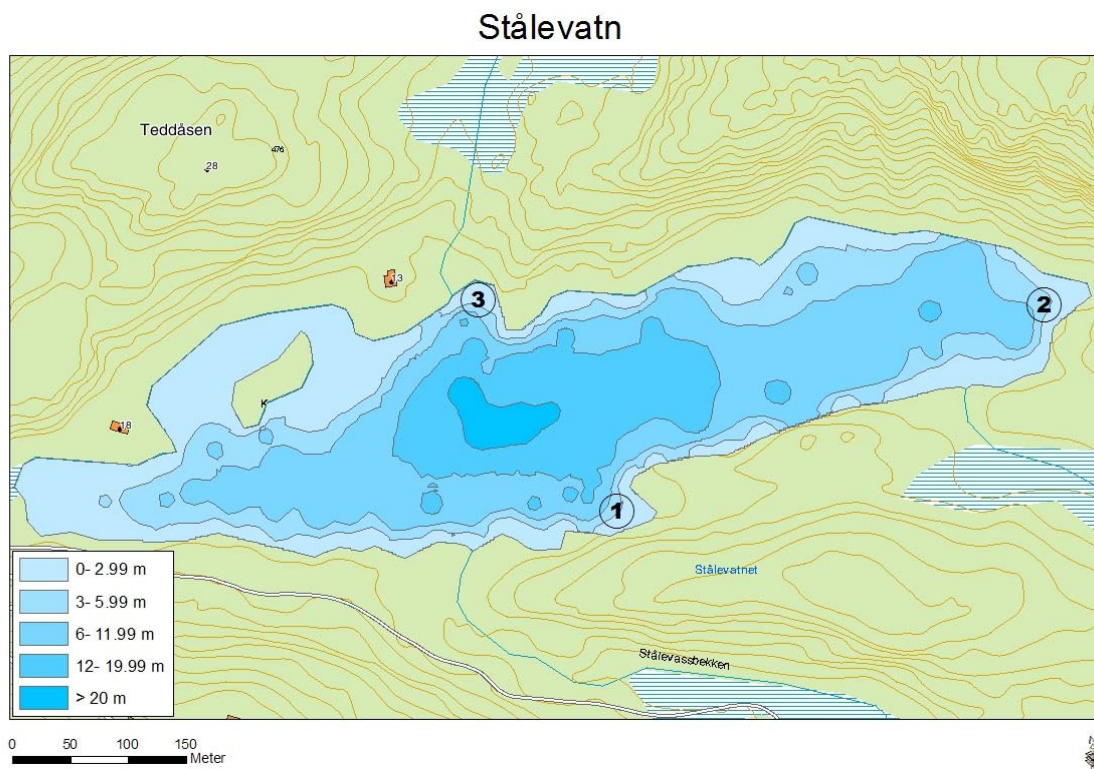 Stålevatn
Teddåsen
476
28
13
3
2
K
18
1
Stålevatnet
Stålevassbekken
0- 2.99 m
3- 5.99 m
6- 11.99 m
12- 19.99 m
> 20 m
0 50 100 150
Meter